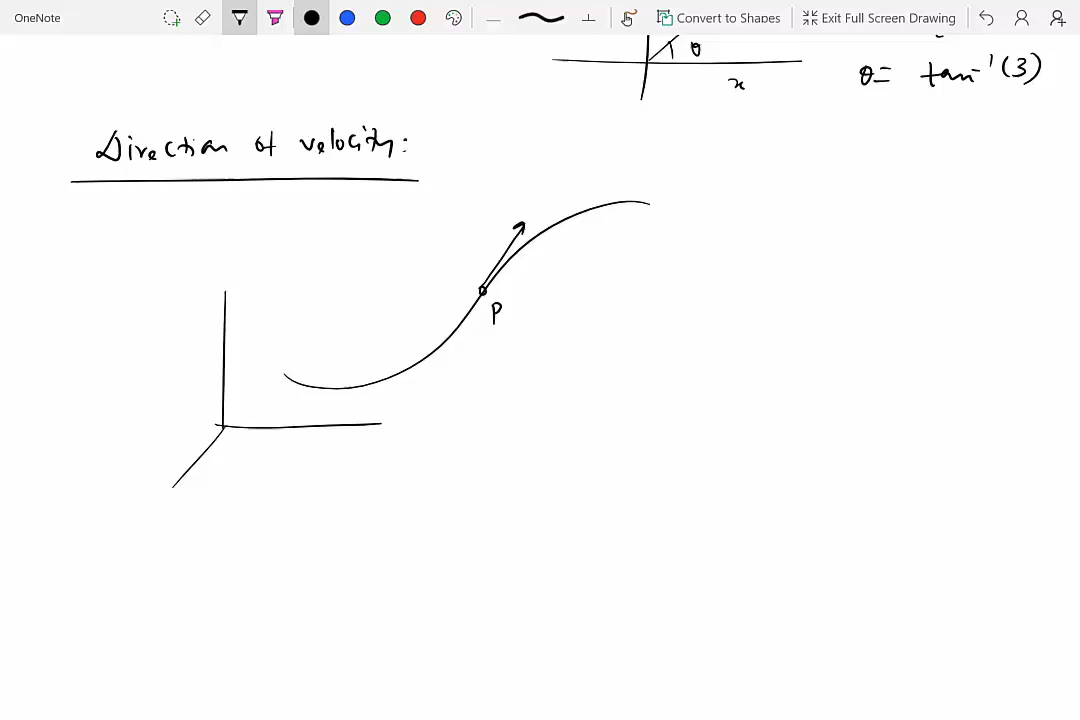 OneNote
Convert to Shapes
Exit Full Screen Drawing
θ
x
θ= tan⁻¹(3)
Direction of velocity:
P